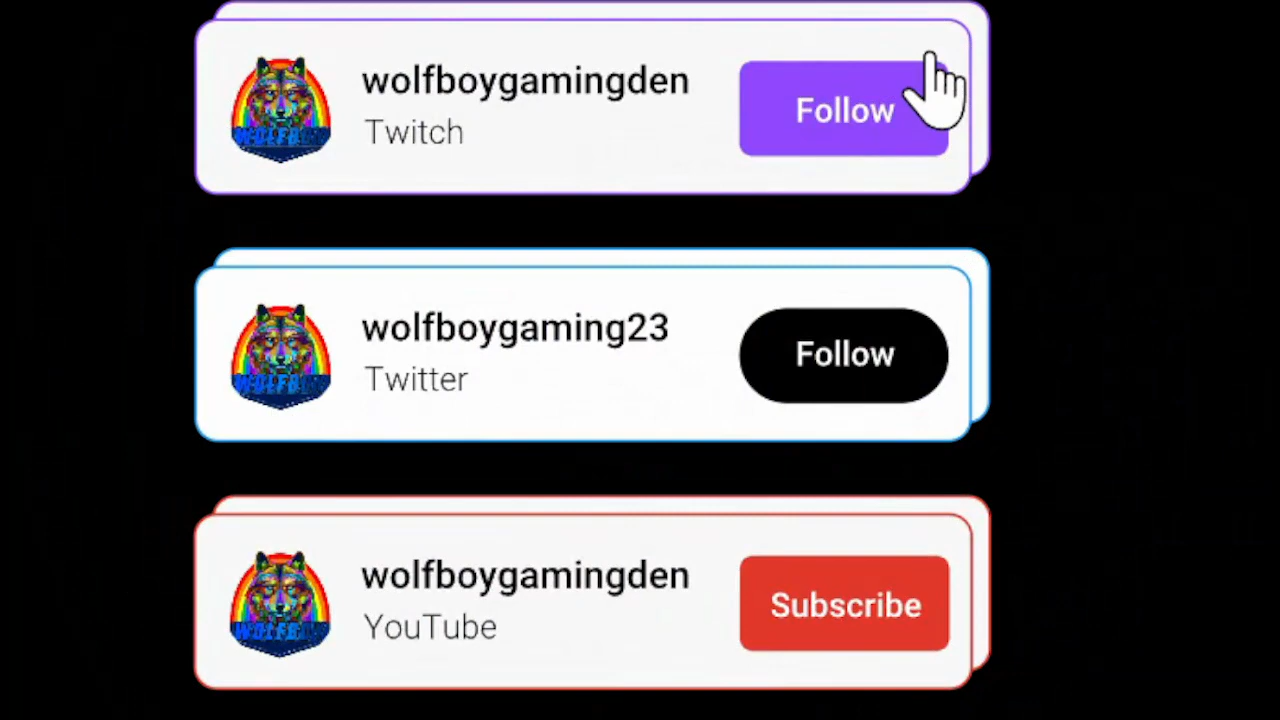 wolfboygamingden
Twitch
Follow
wolfboygaming23
Twitter
Follow
wolfboygamingden
YouTube
Subscribe